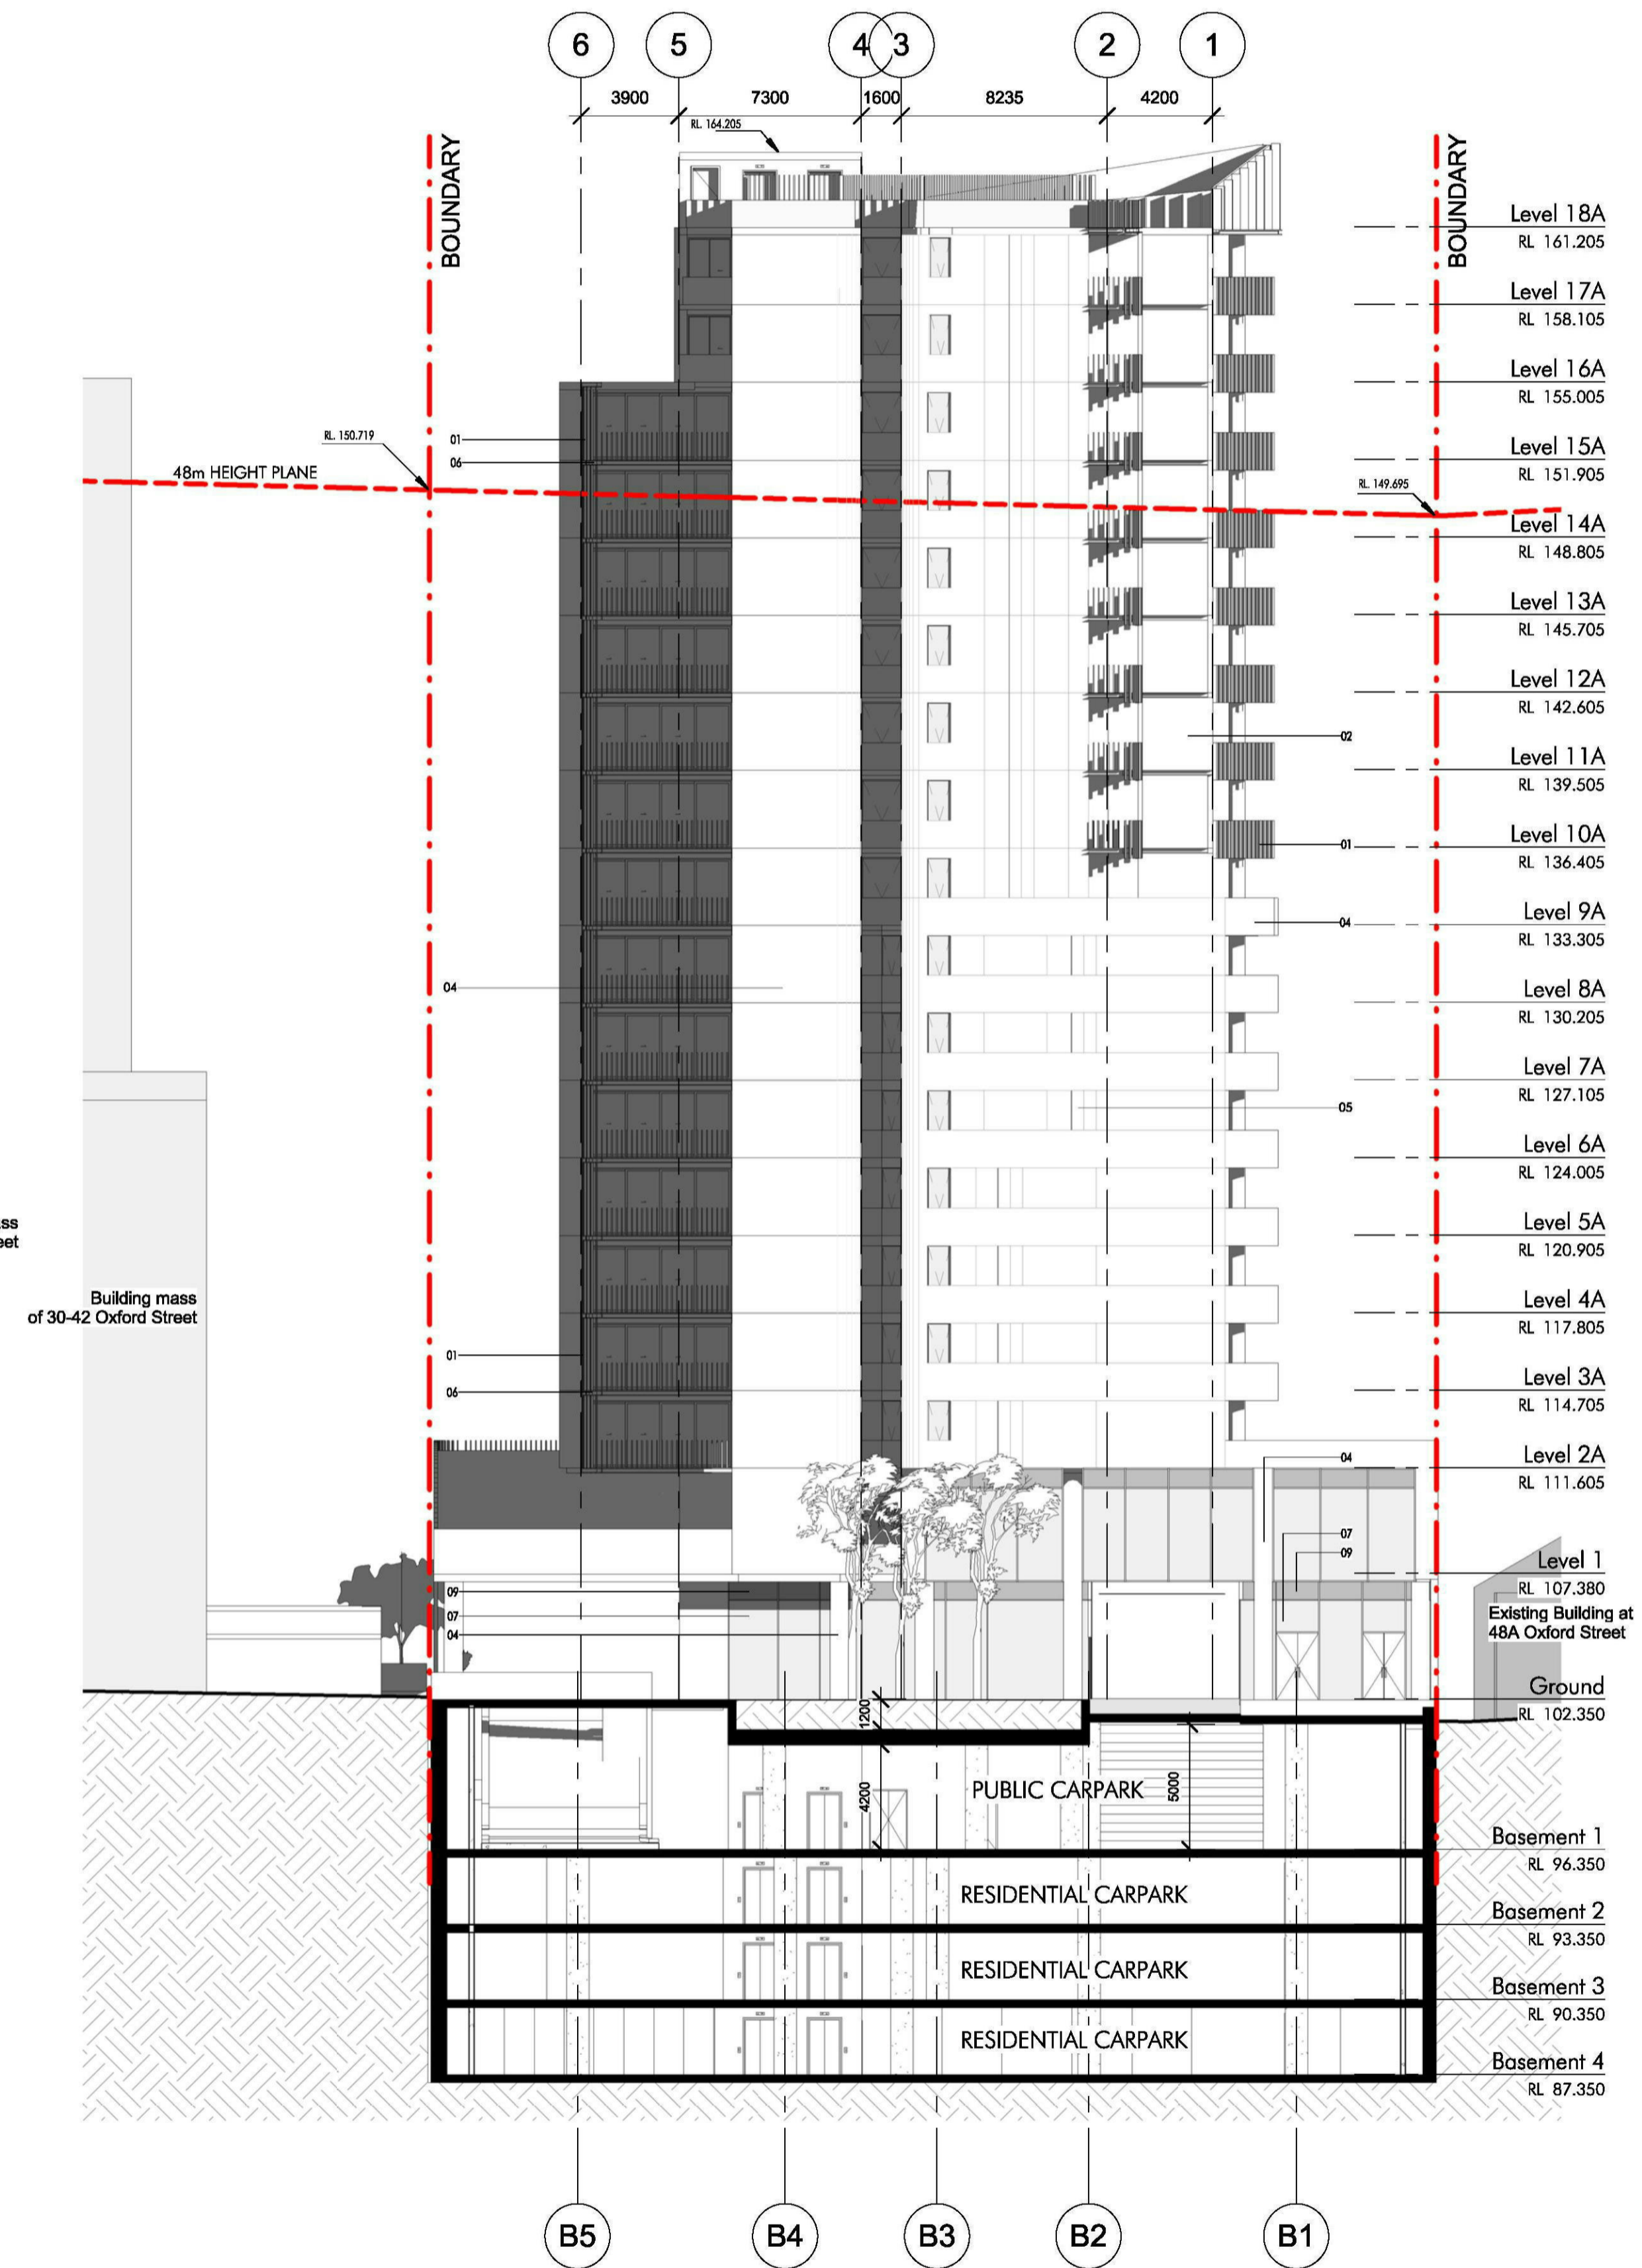 6 5 4 3 2 1
3900 7300 1600 8235 4200
RL. 164.205
BOUNDARY
BOUNDARY
Level 18A
RL 161.205
Level 17A
RL 158.105
Level 16A
RL 155.005
RL. 150.719
01
06
48m HEIGHT PLANE
Level 15A
RL 151.905
RL. 149.695
Level 14A
RL 148.805
Level 13A
RL 145.705
Level 12A
RL 142.605
02
Level 11A
RL 139.505
01
Level 10A
RL 136.405
04
Level 9A
RL 133.305
04
Level 8A
RL 130.205
Level 7A
RL 127.105
05
Level 6A
RL 124.005
ss
eet
Level 5A
RL 120.905
Building mass
of 30-42 Oxford Street
Level 4A
RL 117.805
01
06
Level 3A
RL 114.705
04
Level 2A
RL 111.605
07
09
Level 1
RL 107.380
09
07
04
Existing Building at
48A Oxford Street
Ground
RL 102.350
1200
4200
PUBLIC CARPARK
5000
Basement 1
RL 96.350
RESIDENTIAL CARPARK
Basement 2
RL 93.350
RESIDENTIAL CARPARK
Basement 3
RL 90.350
RESIDENTIAL CARPARK
Basement 4
RL 87.350
B5 B4 B3 B2 B1